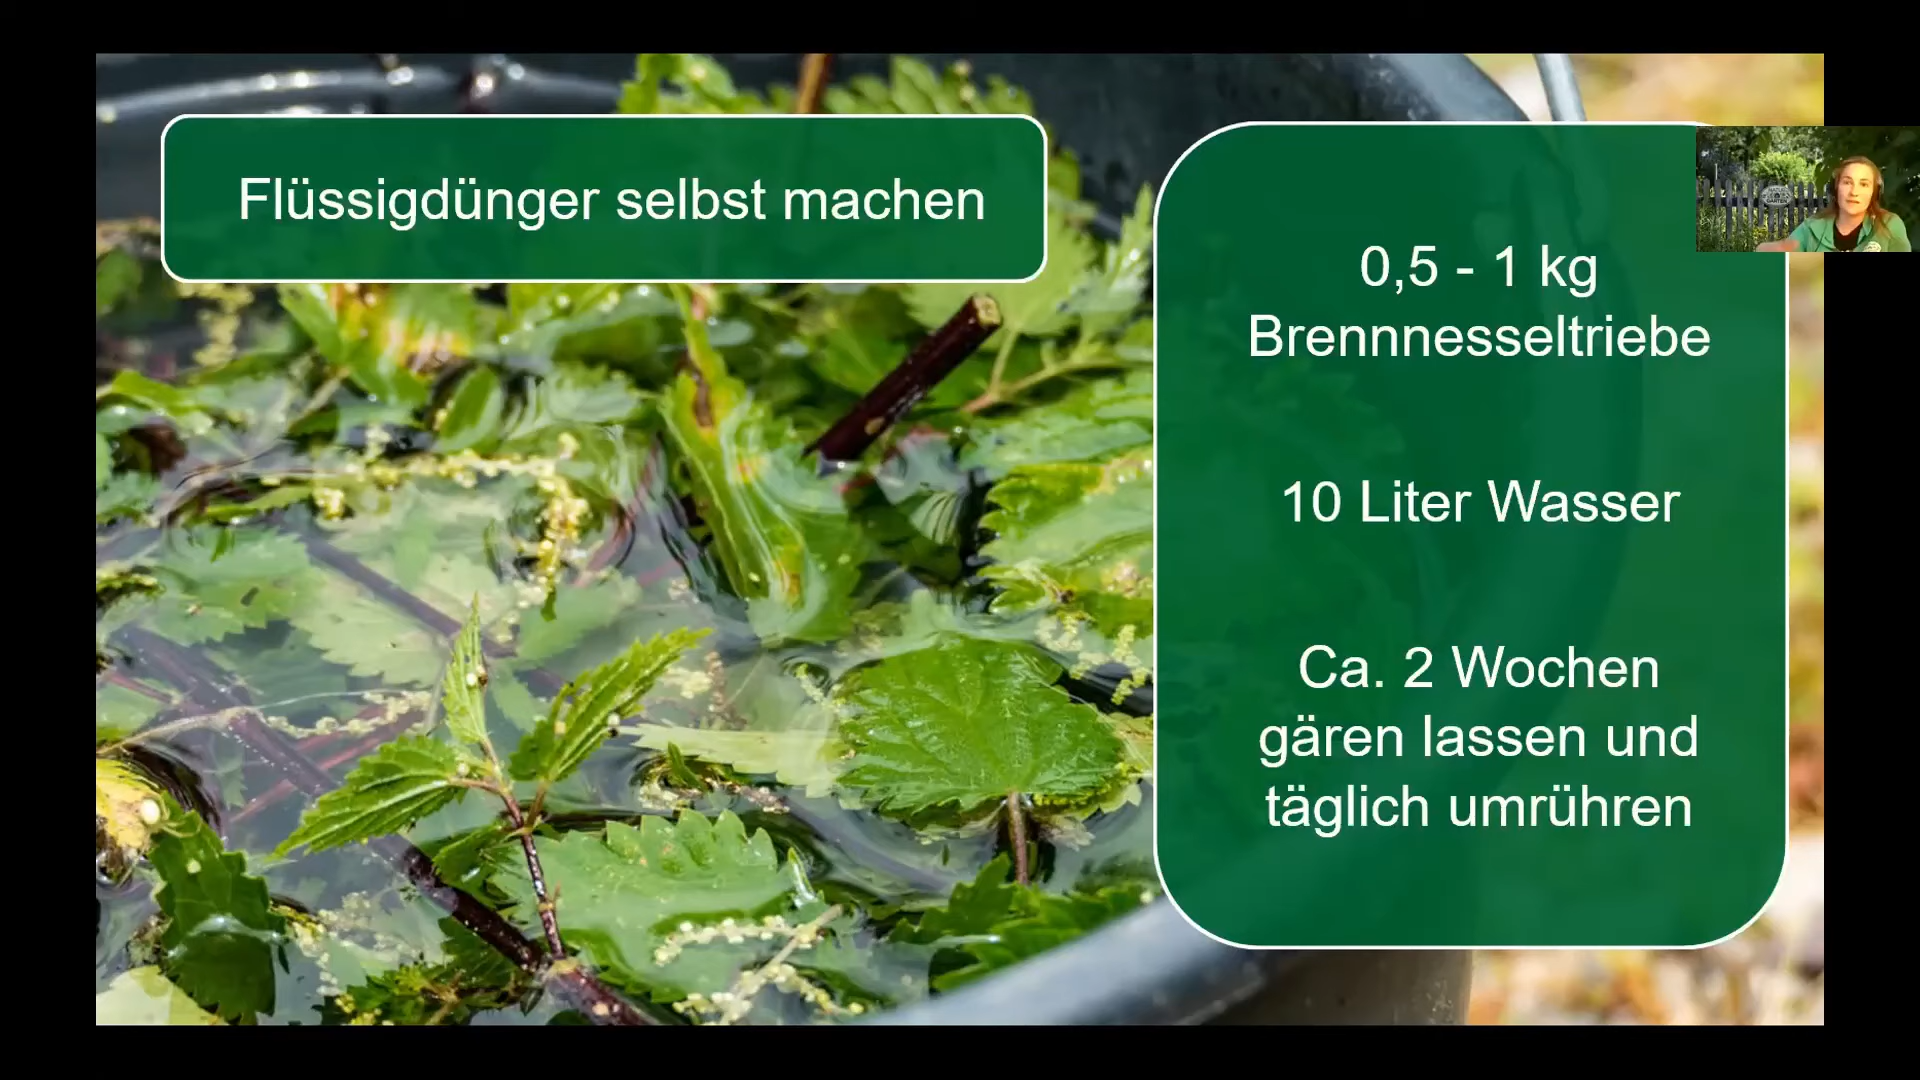 Flüssigdünger selbst machen
0,5 - 1 kg
Brennnesseltriebe
10 Liter Wasser
Ca. 2 Wochen
gären lassen und
täglich umrühren